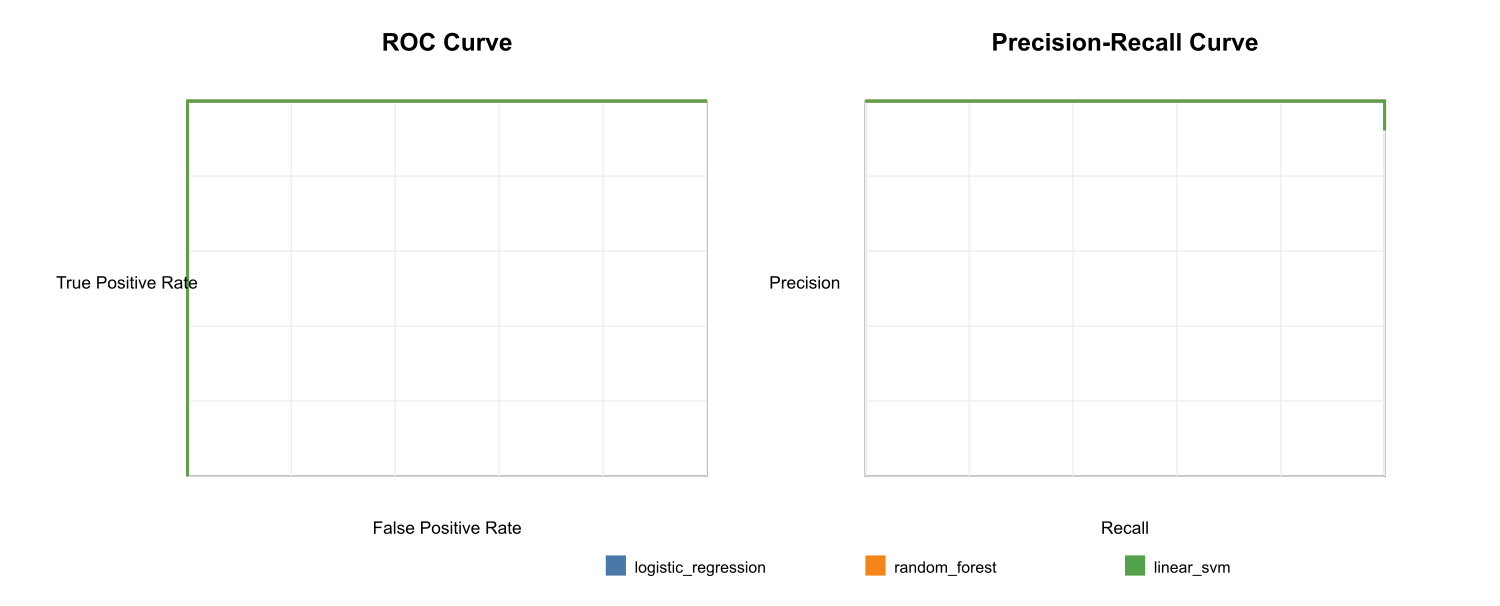 ROC Curve
Precision-Recall Curve
True Positive Rate
Precision
False Positive Rate
Recall
logistic_regression
random_forest
linear_svm